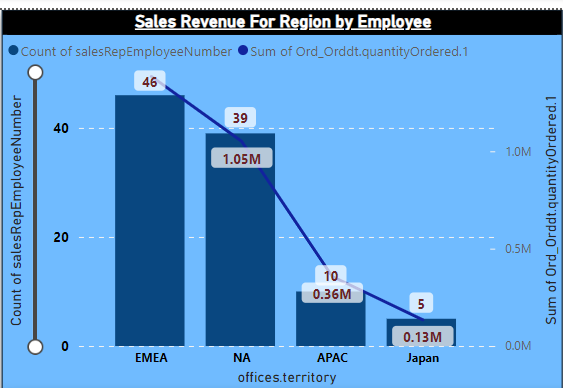 Sales Revenue For Region by Employee
Count of salesRepEmployeeNumber Sum of Ord_Orddt.quantityOrdered.1
Count of salesRepEmployeeNumber
40
20
0
46
39
1.05M
10
0.36M
5
0.13M
1.0M
0.5M
0.0M
Sum of Ord_Orddt.quantityOrdered.1
EMEA NA APAC Japan
offices.territory